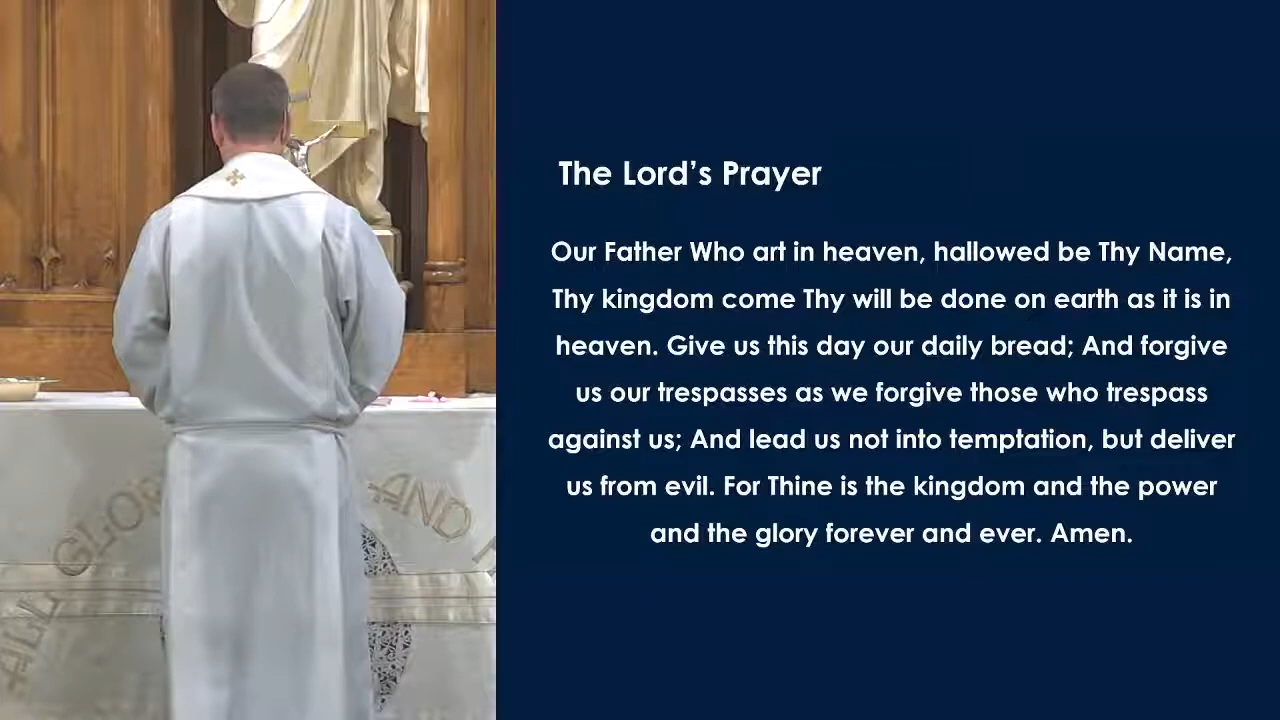 The Lord’s Prayer
Our Father Who art in heaven, hallowed be Thy Name,
Thy kingdom come Thy will be done on earth as it is in
heaven. Give us this day our daily bread; And forgive
us our trespasses as we forgive those who trespass
against us; And lead us not into temptation, but deliver
us from evil. For Thine is the kingdom and the power
and the glory forever and ever. Amen.
ALL GLOR AND